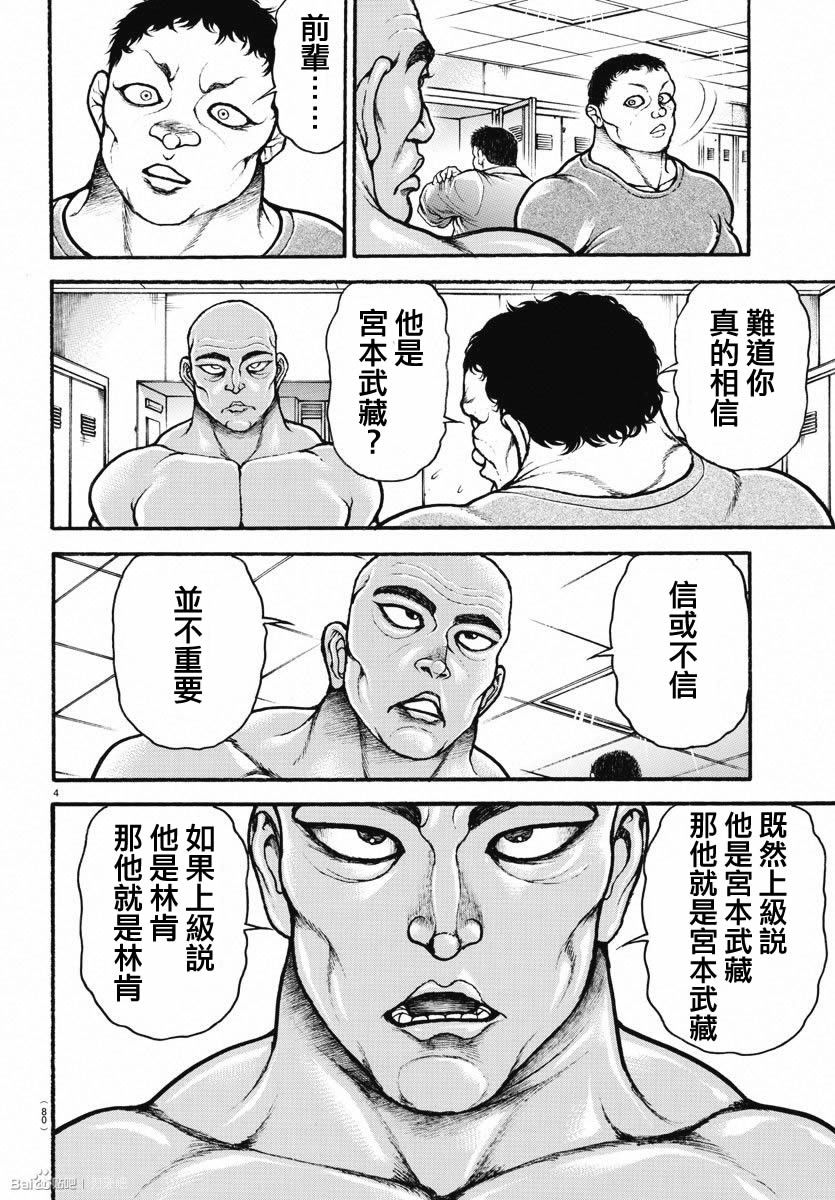 前輩……
難道你
真的相信
他是
宮本武藏?
信或不信
並不重要
4
既然上級說
他是宮本武藏
那他就是宮本武藏
如果上級說
他是林肯
那他就是林肯
(80)
Bai 贴吧